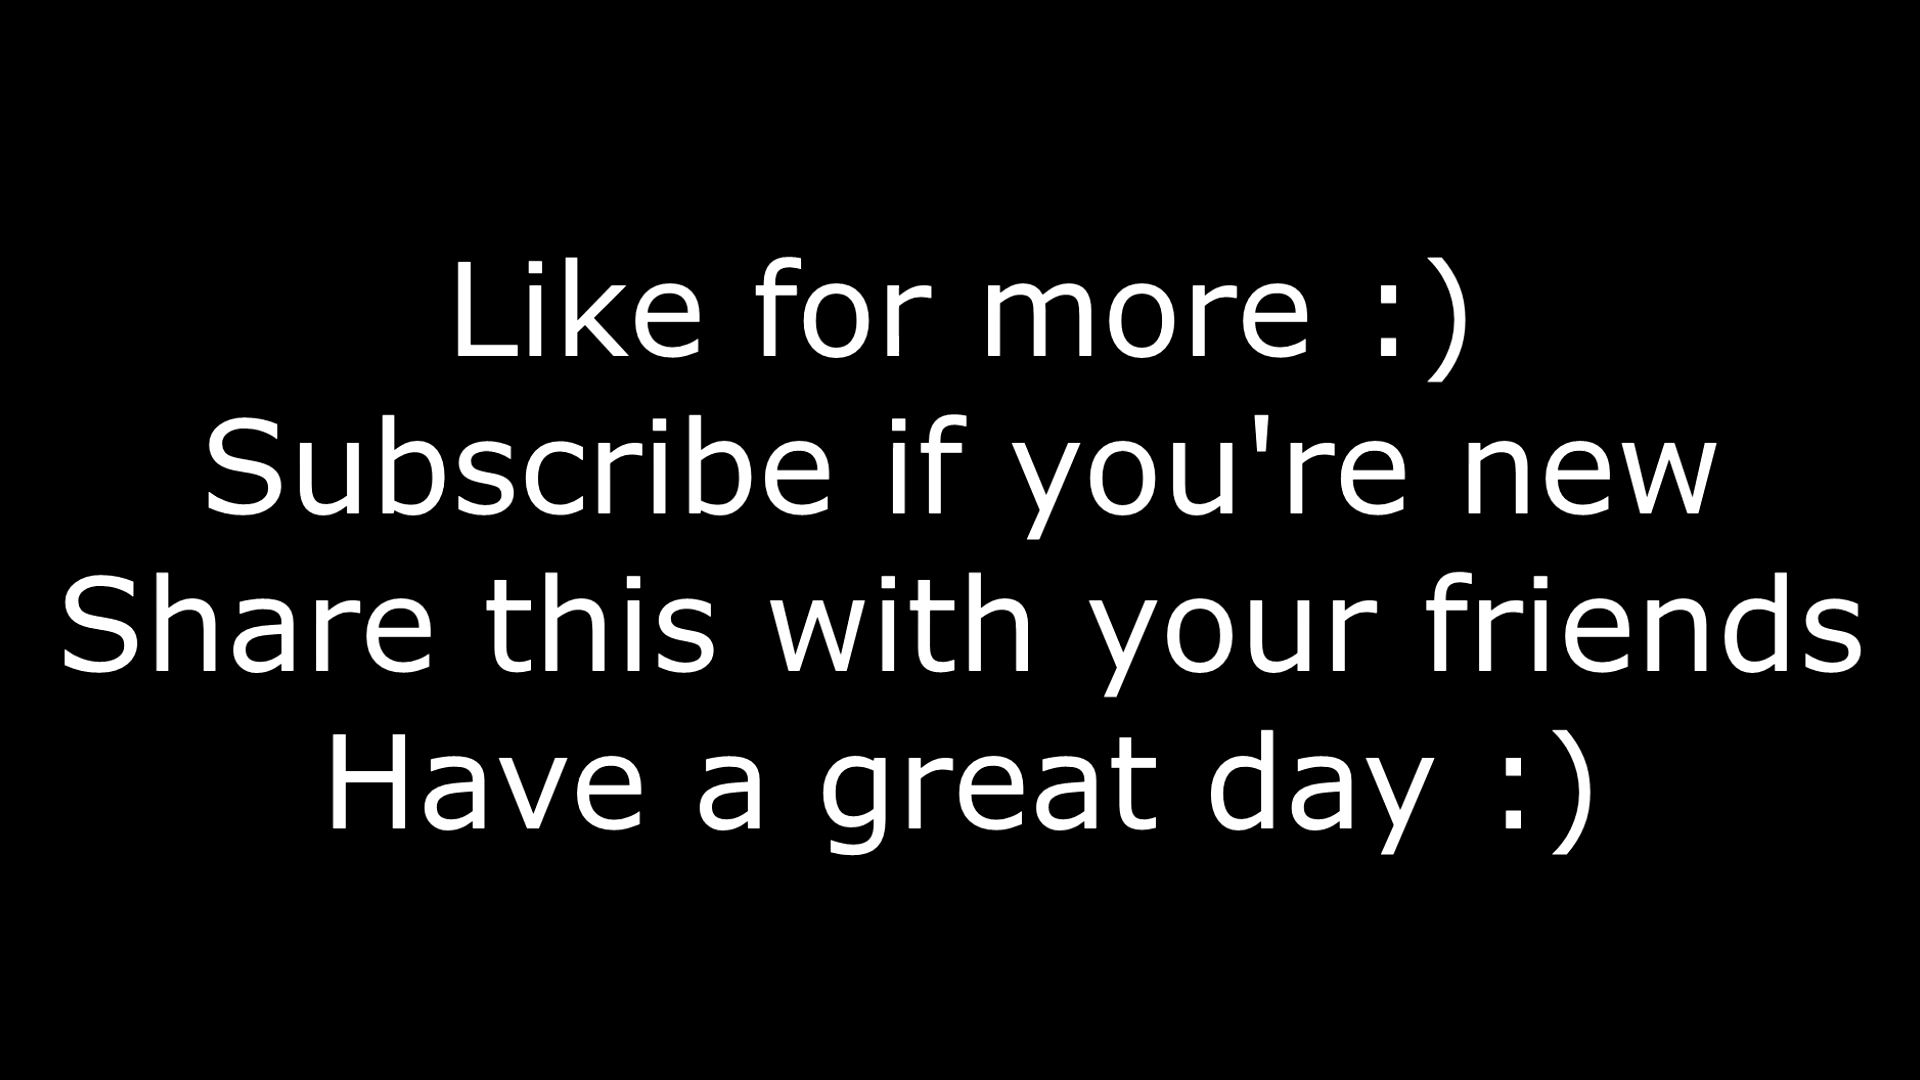 Like for more :)
Subscribe if you're new
Share this with your friends
Have a great day :)